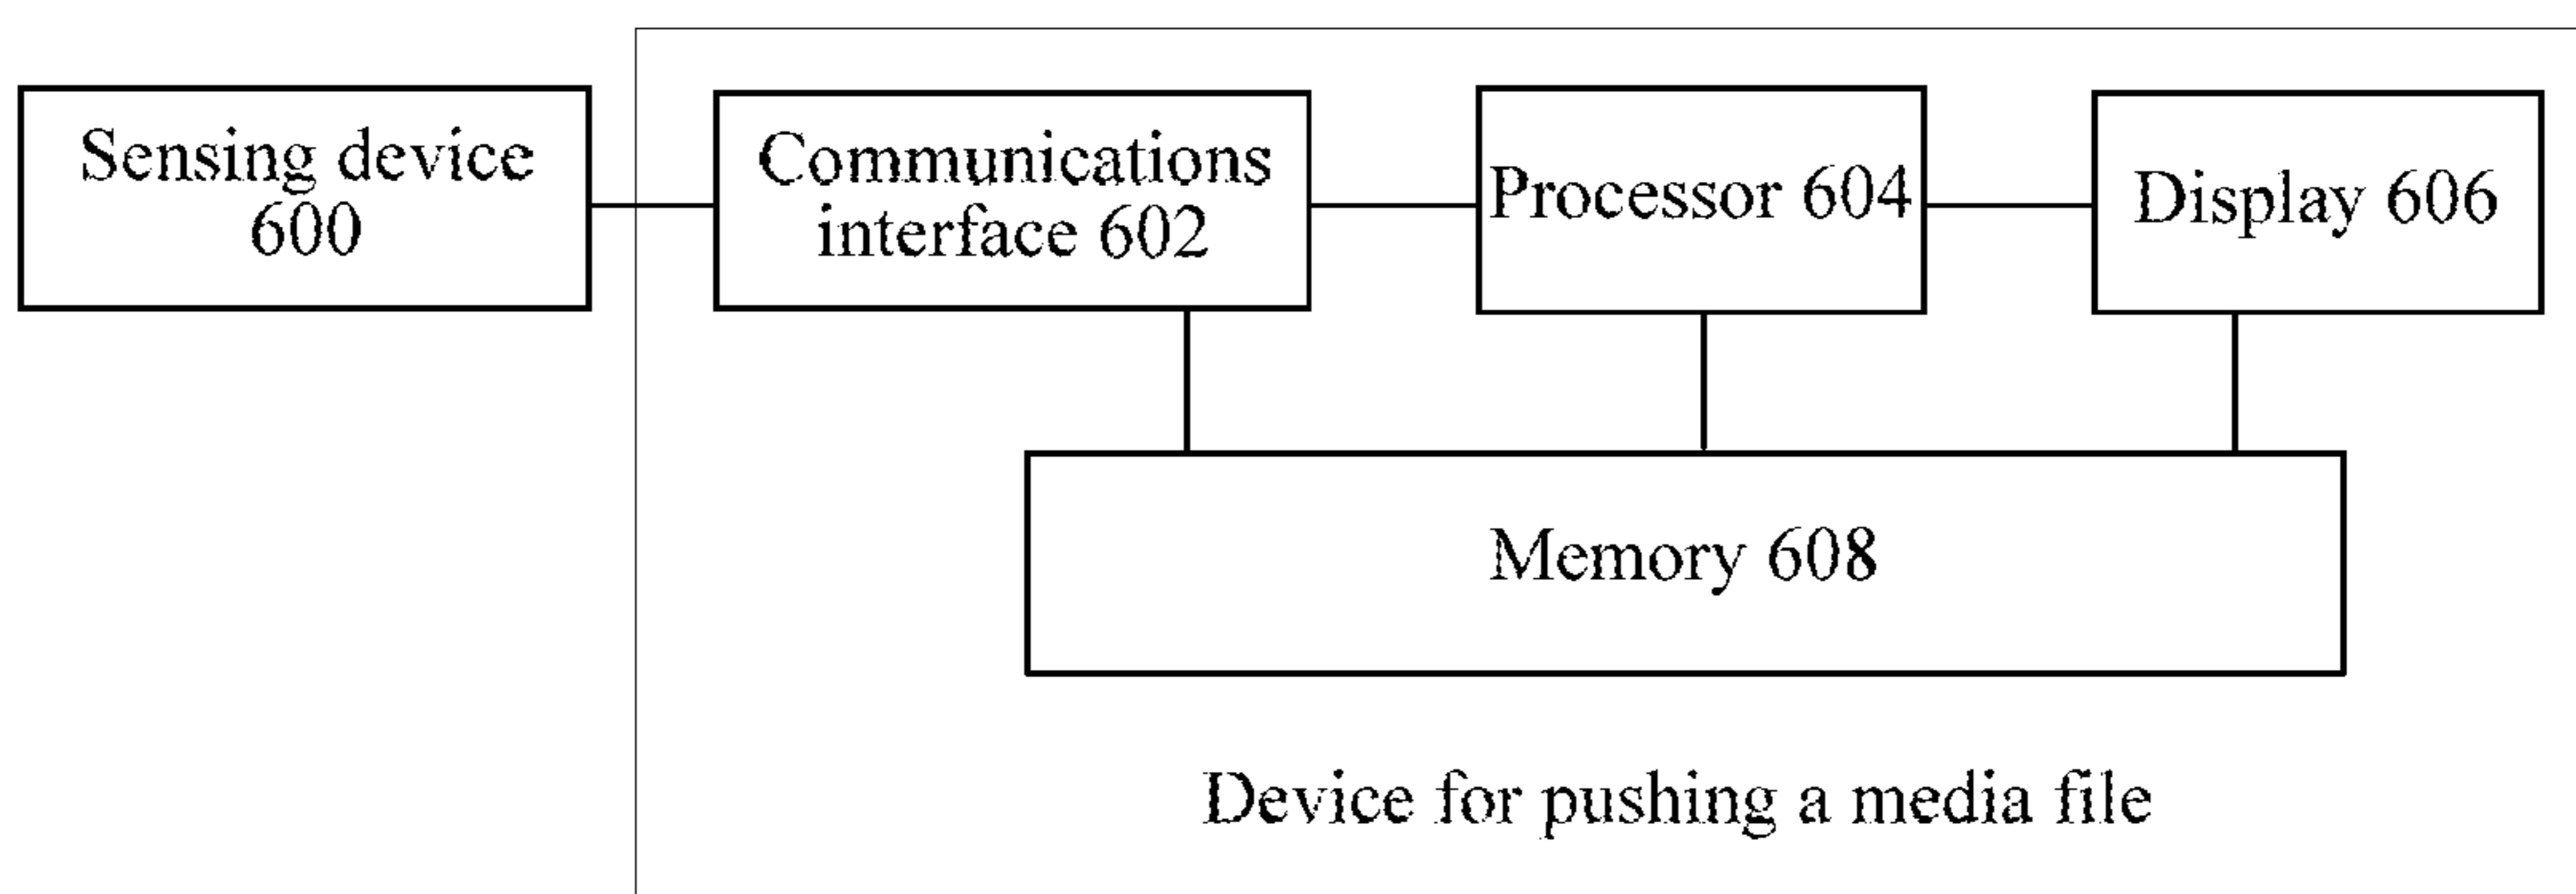 Sensing device
600
Communications
interface 602
Processor 604
Display 606
Memory 608
Device for pushing a media file